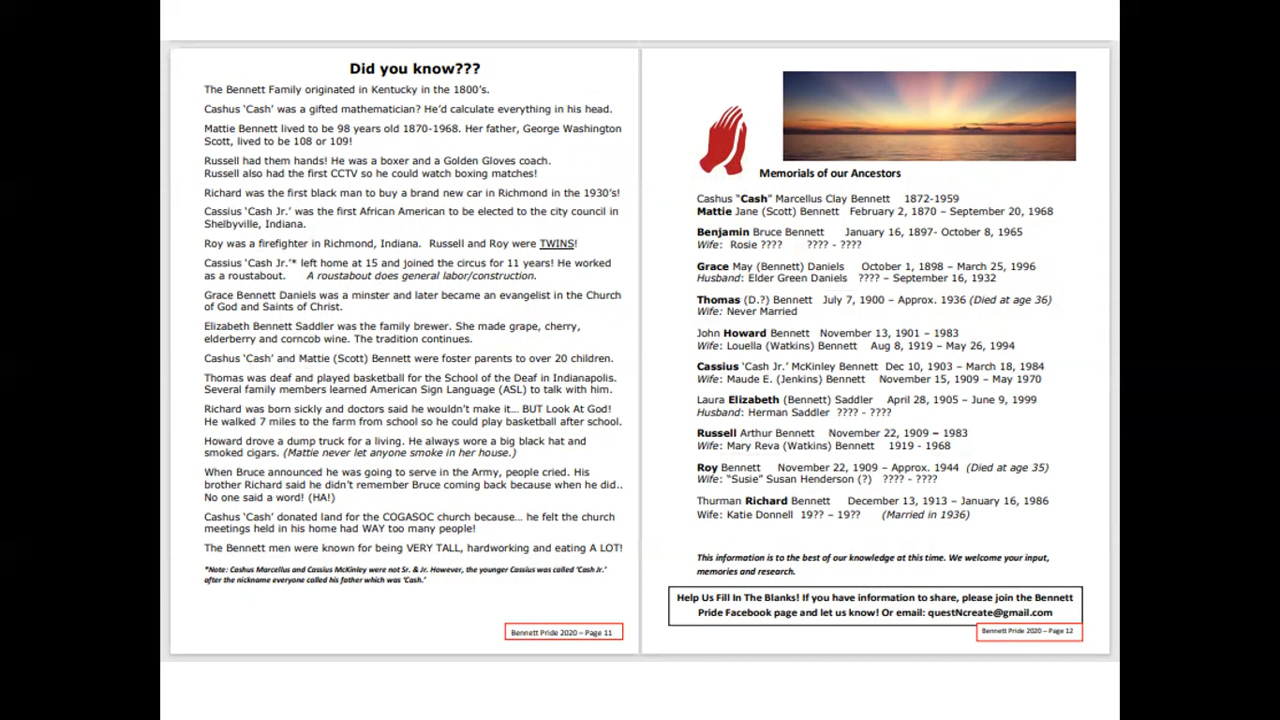 Did you know???
The Bennett Family originated in Kentucky in the 1800's.
Cashus 'Cash' was a gifted mathematician? He'd calculate everything in his head.
Mattie Bennett lived to be 98 years old 1870-1968. Her father, George Washington
Scott, lived to be 108 or 109!
Russell had them hands! He was a boxer and a Golden Gloves coach.
Russell also had the first CCTV so he could watch boxing matches!
Richard was the first black man to buy a brand new car in Richmond in the 1930's!
Cassius 'Cash Jr.' was the first African American to be elected to the city council in
Shelbyville, Indiana.
Roy was a firefighter in Richmond, Indiana. Russell and Roy were TWINS!
Cassius 'Cash Jr.'* left home at 15 and joined the circus for 11 years! He worked
as a roustabout. A roustabout does general labor/construction.
Grace Bennett Daniels was a minster and later became an evangelist in the Church
of God and Saints of Christ.
Elizabeth Bennett Saddler was the family brewer. She made grape, cherry,
elderberry and corncob wine. The tradition continues.
Cashus 'Cash' and Mattie (Scott) Bennett were foster parents to over 20 children.
Thomas was deaf and played basketball for the School of the Deaf in Indianapolis.
Several family members learned American Sign Language (ASL) to talk with him.
Richard was born sickly and doctors said he wouldn't make it... BUT Look At God!
He walked 7 miles to the farm from school so he could play basketball after school.
Howard drove a dump truck for a living. He always wore a big black hat and
smoked cigars. (Mattie never let anyone smoke in her house.)
When Bruce announced he was going to serve in the Army, people cried. His
brother Richard said he didn't remember Bruce coming back because when he did..
No one said a word! (HA!)
Cashus 'Cash' donated land for the COGASOC church because... he felt the church
meetings held in his home had WAY too many people!
The Bennett men were known for being VERY TALL, hardworking and eating A LOT!
*Note: Cashus Marcellus and Cassius McKinley were not Sr. & Jr. However, the younger Cassius was called 'Cash Jr.'
after the nickname everyone called his father which was 'Cash.'
Bennett Pride 2020 – Page 11
Memorials of our Ancestors
Cashus "Cash" Marcellus Clay Bennett 1872-1959
Mattie Jane (Scott) Bennett February 2, 1870 – September 20, 1968
Benjamin Bruce Bennett January 16, 1897- October 8, 1965
Wife: Rosie ???? ???? - ????
Grace May (Bennett) Daniels October 1, 1898 – March 25, 1996
Husband: Elder Green Daniels ???? – September 16, 1932
Thomas (D.?) Bennett July 7, 1900 – Approx. 1936 (Died at age 36)
Wife: Never Married
John Howard Bennett November 13, 1901 – 1983
Wife: Louella (Watkins) Bennett Aug 8, 1919 – May 26, 1994
Cassius 'Cash Jr.' McKinley Bennett Dec 10, 1903 – March 18, 1984
Wife: Maude E. (Jenkins) Bennett November 15, 1909 – May 1970
Laura Elizabeth (Bennett) Saddler April 28, 1905 – June 9, 1999
Husband: Herman Saddler ???? - ????
Russell Arthur Bennett November 22, 1909 – 1983
Wife: Mary Reva (Watkins) Bennett 1919 - 1968
Roy Bennett November 22, 1909 – Approx. 1944 (Died at age 35)
Wife: "Susie" Susan Henderson (?) ???? - ????
Thurman Richard Bennett December 13, 1913 – January 16, 1986
Wife: Katie Donnell 19?? – 19?? (Married in 1936)
This information is to the best of our knowledge at this time. We welcome your input,
memories and research.
Help Us Fill In The Blanks! If you have information to share, please join the Bennett
Pride Facebook page and let us know! Or email: questNcreate@gmail.com
Bennett Pride 2020 – Page 12